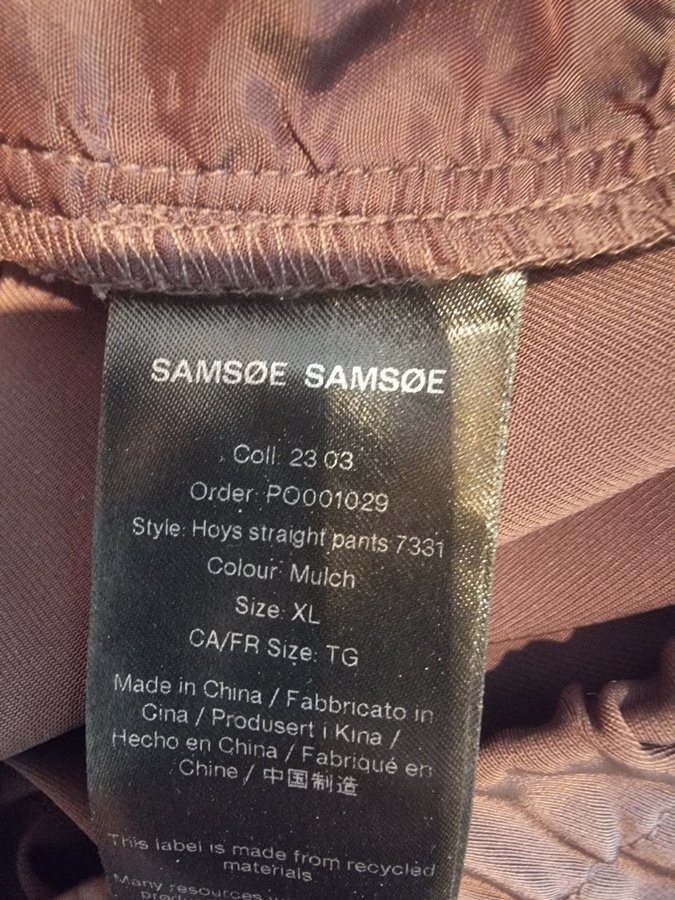 SAMSØE SAMSØE
Coll: 23 03
Order: PO001029
Style: Hoys straight pants 7331
Colour: Mulch
Size: XL
CA/FR Size: TG
Made in China / Fabbricato in
Cina / Produsert i Kina /
Hecho en China / Fabriqué en
Chine / 中国制造
This label is made from recycled
materials
Many resources